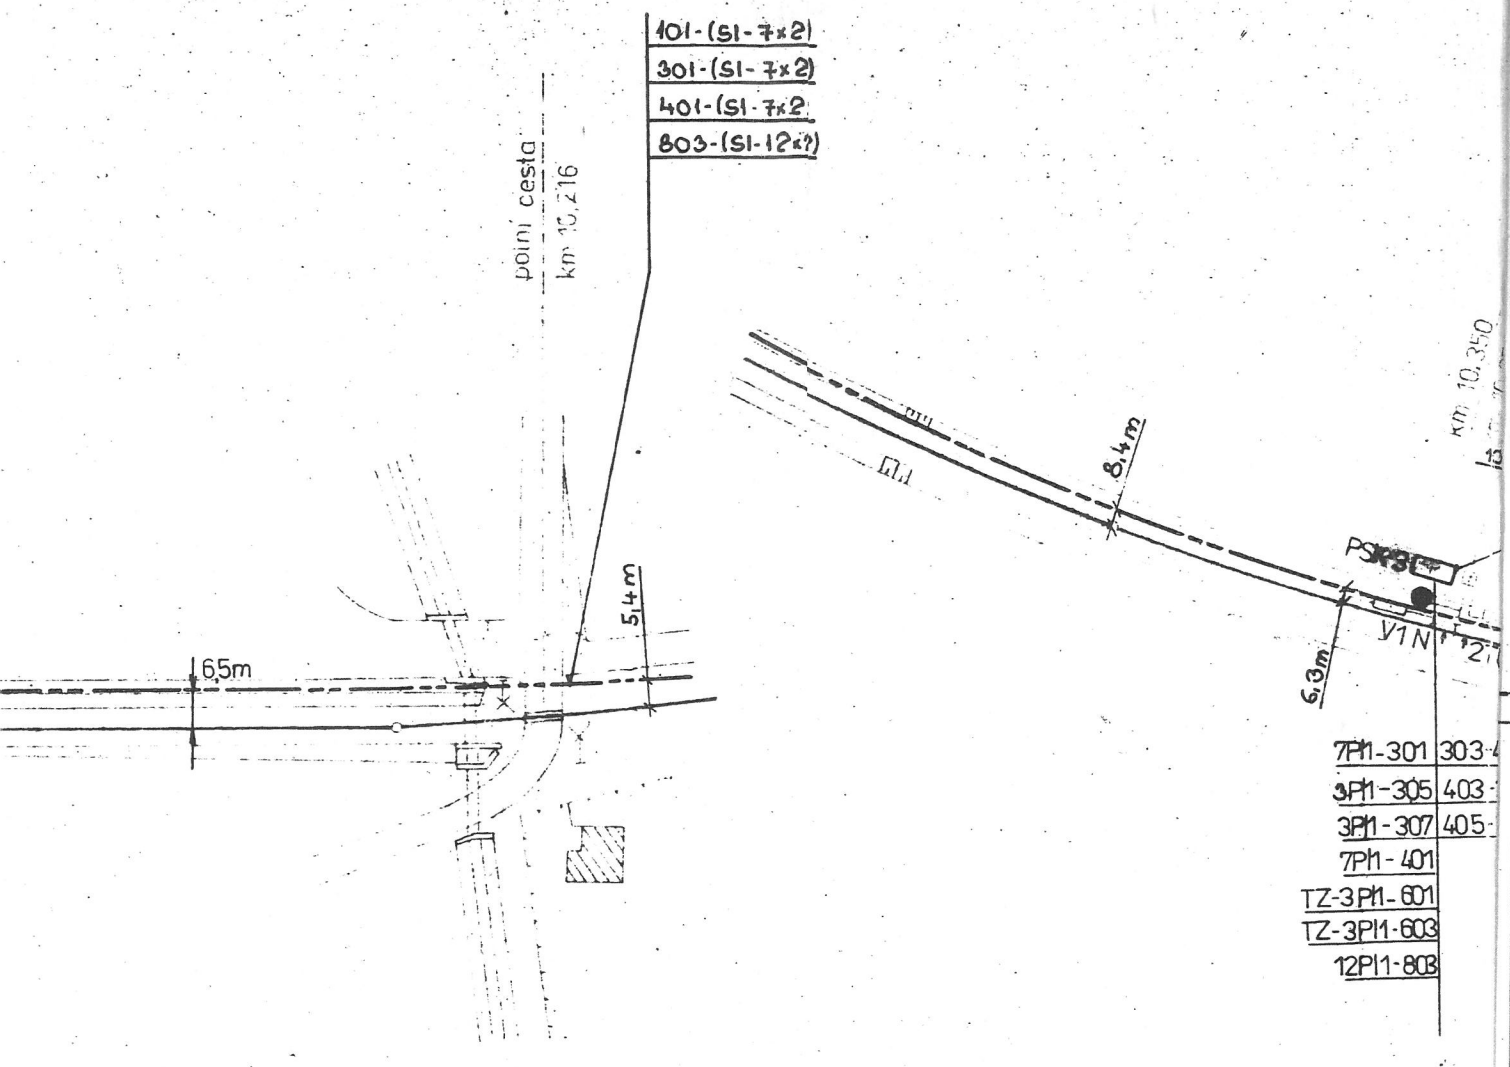 101-(SI-7x2)
301-(SI-7x2)
401-(SI-7x2
803-(SI-12x?)
polní cesta
km 10,216
6,5m
5,4m
8,4m
6,3m
km 10,350
V1N
7PI1-301 303-
3PI1-305 403-
3PI1-307 405-
7PI1-401
TZ-3PI1-601
TZ-3PI1-603
12PI1-803